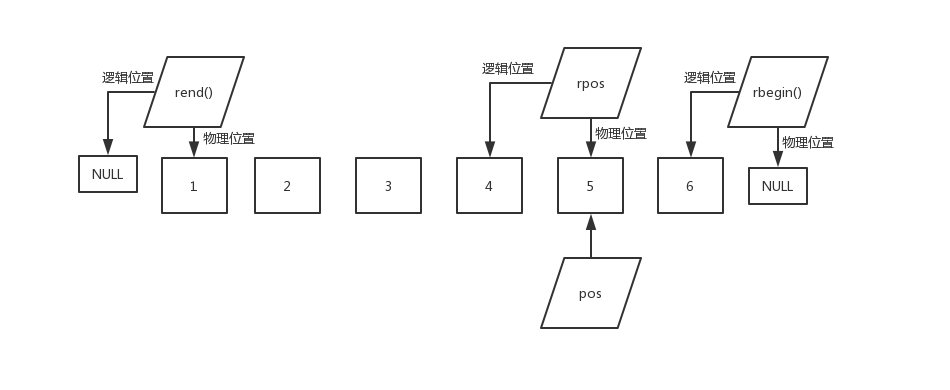 逻辑位置
rend()
物理位置
逻辑位置
rpos
物理位置
逻辑位置
rbegin()
物理位置
NULL
1
2
3
4
5
6
NULL
pos